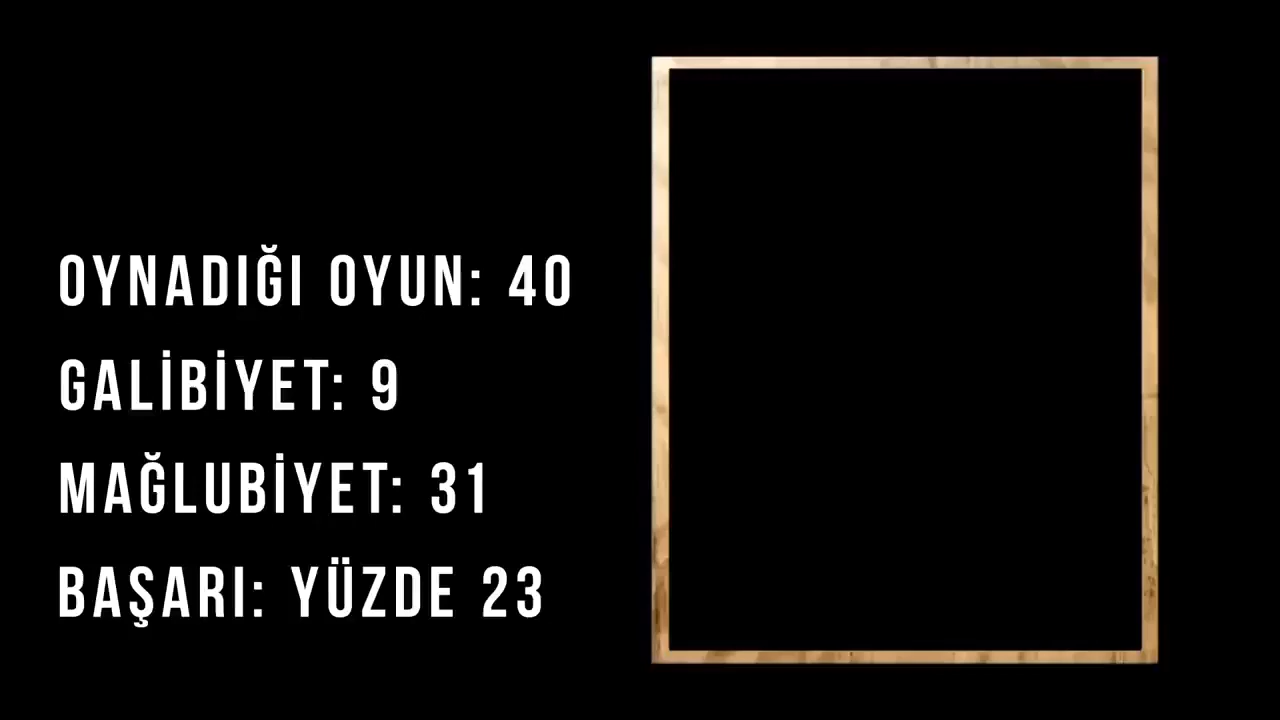 OYNADIĞI OYUN: 40
GALİBİYET: 9
MAĞLUBİYET: 31
BAŞARI: YÜZDE 23